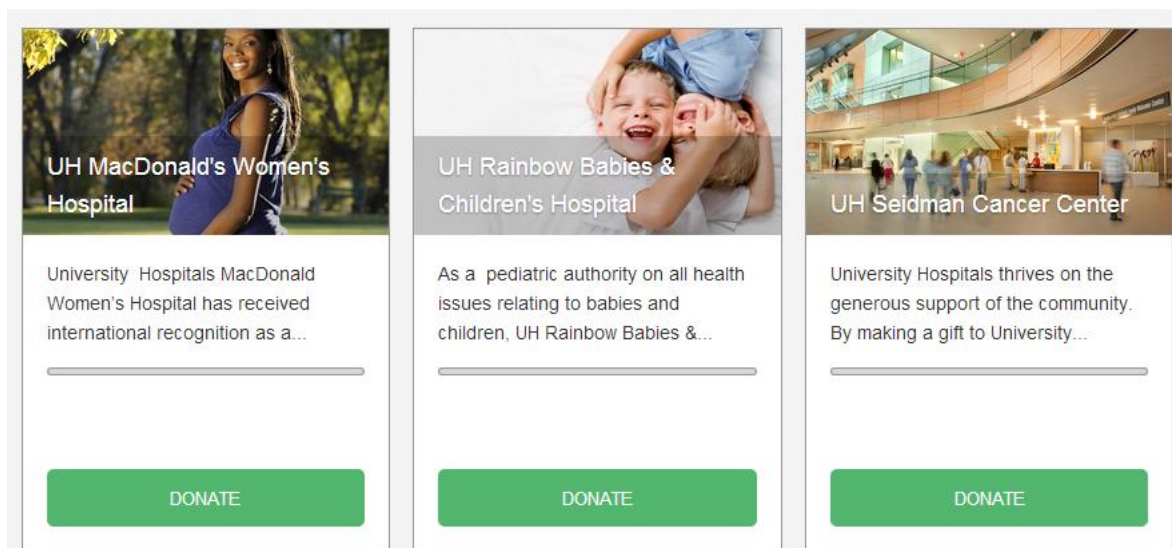 UH MacDonald's Women's
Hospital
University  Hospitals MacDonald
Women's Hospital has received
international recognition as a...
DONATE
UH Rainbow Babies &
Children's Hospital
As a  pediatric authority on all health
issues relating to babies and
children, UH Rainbow Babies &...
DONATE
UH Seidman Cancer Center
University Hospitals thrives on the
generous support of the community.
By making a gift to University...
DONATE